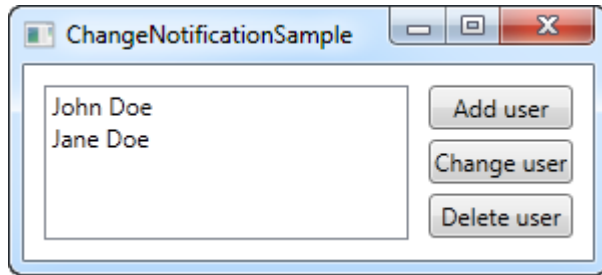 ChangeNotificationSample
John Doe
Jane Doe
Add user
Change user
Delete user